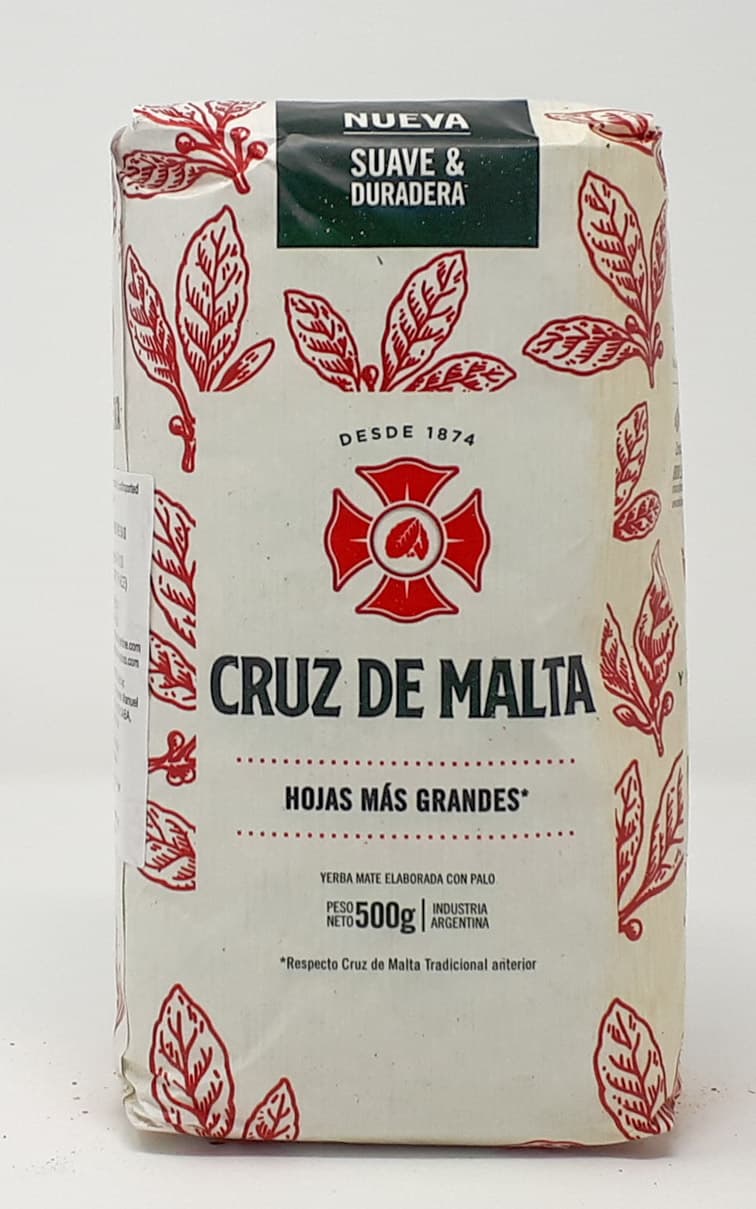 NUEVA
SUAVE &
DURADERA
DESDE 1874
CRUZ DE MALTA
HOJAS MÁS GRANDES*
YERBA MATE ELABORADA CON PALO
PESO NETO 500g | INDUSTRIA ARGENTINA
*Respecto Cruz de Malta Tradicional anterior